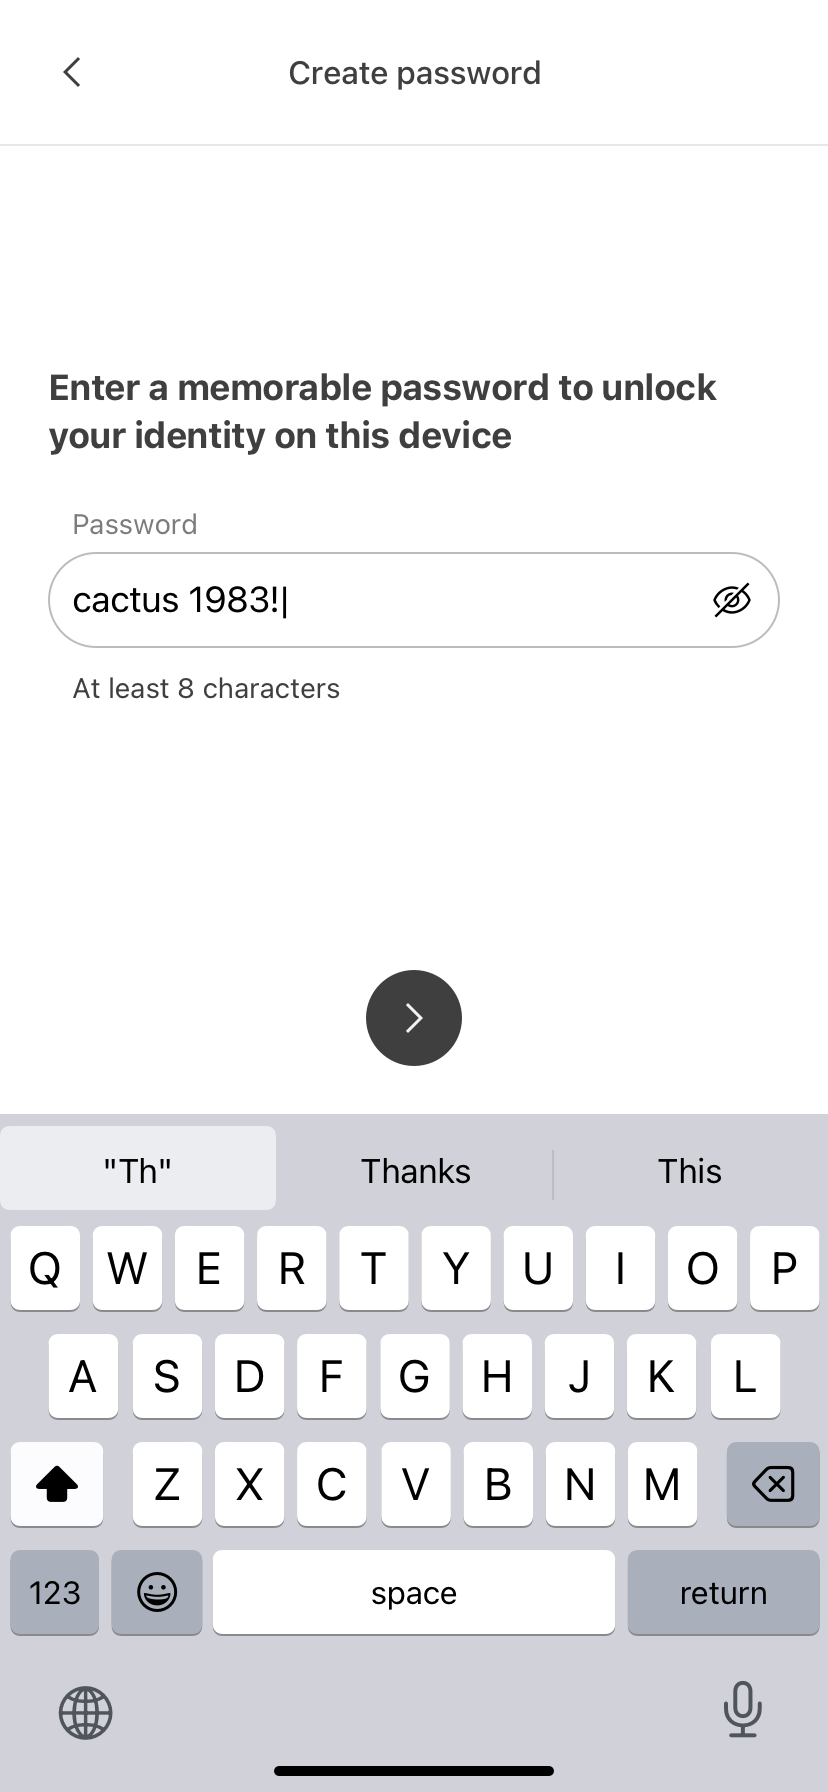 Create password
Enter a memorable password to unlock
your identity on this device
Password
cactus 1983!
At least 8 characters
"Th" Thanks This
Q W E R T Y U I O P
A S D F G H J K L
Z X C V B N M
123 space return